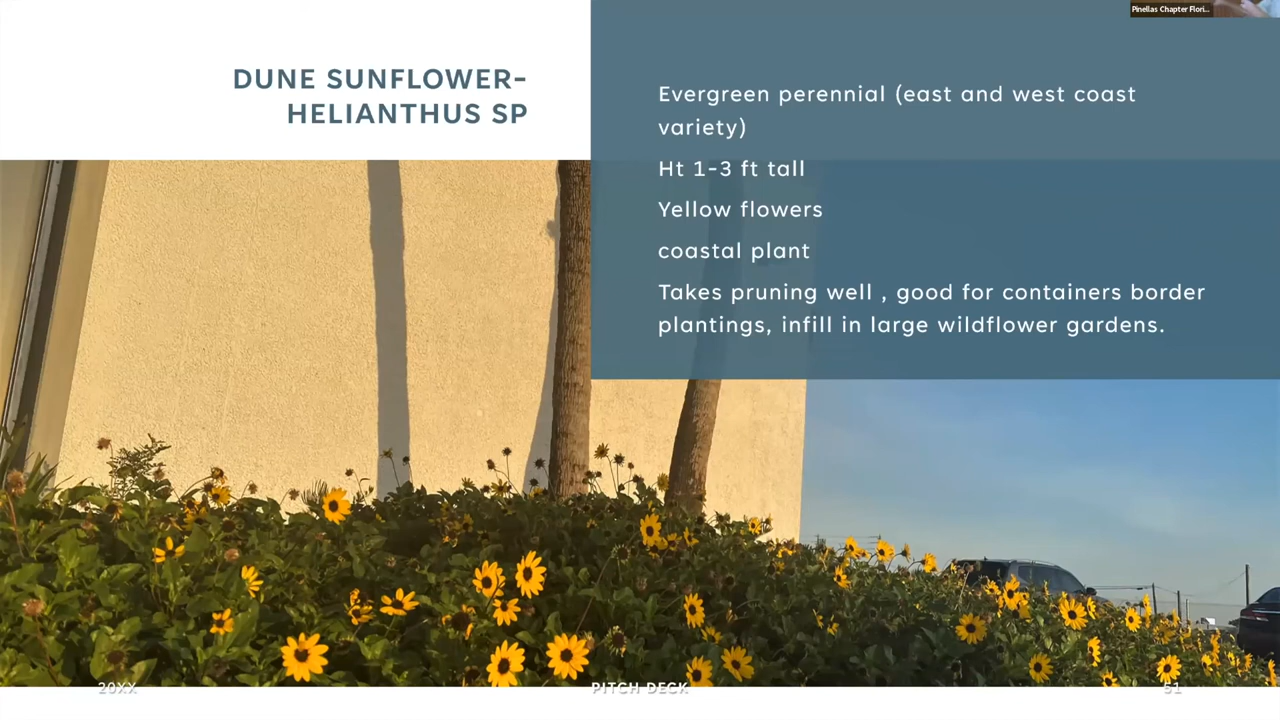 Pinellas Chapter Flori...
DUNE SUNFLOWER-
HELIANTHUS SP
Evergreen perennial (east and west coast
variety)
Ht 1-3 ft tall
Yellow flowers
coastal plant
Takes pruning well , good for containers border
plantings, infill in large wildflower gardens.
20XX
PITCH DECK
51